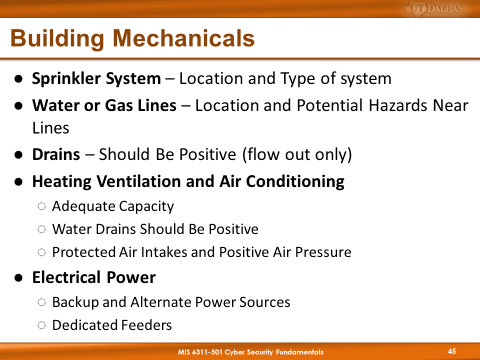 UT DALLAS
Building Mechanicals
● Sprinkler System – Location and Type of system
● Water or Gas Lines – Location and Potential Hazards Near
Lines
● Drains – Should Be Positive (flow out only)
● Heating Ventilation and Air Conditioning
◌ Adequate Capacity
◌ Water Drains Should Be Positive
◌ Protected Air Intakes and Positive Air Pressure
● Electrical Power
◌ Backup and Alternate Power Sources
◌ Dedicated Feeders
MIS 6311-501 Cyber Security Fundamentals 45